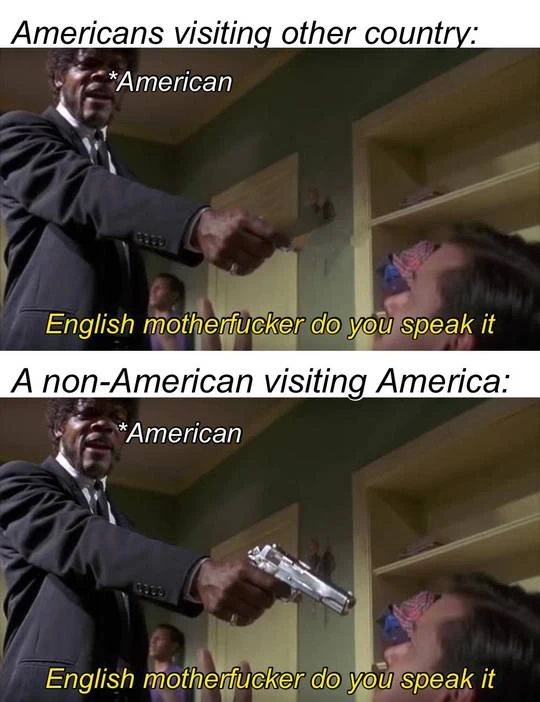 Americans visiting other country:
*American
English motherfucker do you speak it
A non-American visiting America:
*American
English motherfucker do you speak it